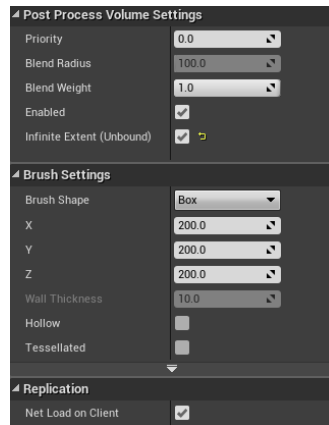 Post Process Volume Settings
Priority 0.0
Blend Radius 100.0
Blend Weight 1.0
Enabled
Infinite Extent (Unbound)
Brush Settings
Brush Shape Box
X 200.0
Y 200.0
Z 200.0
Wall Thickness 10.0
Hollow
Tessellated
Replication
Net Load on Client